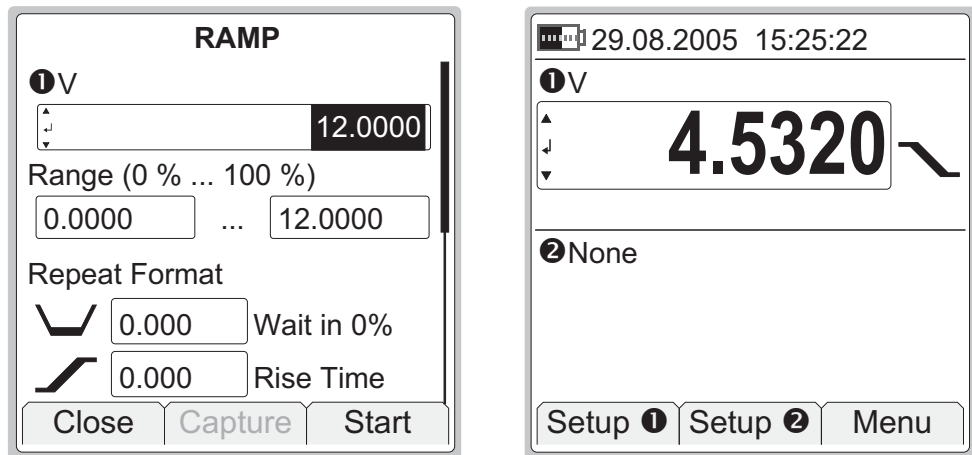 RAMP
❶V
12.0000
Range (0 % ... 100 %)
0.0000 ... 12.0000
Repeat Format
0.000 Wait in 0%
0.000 Rise Time
Close Capture Start
29.08.2005 15:25:22
❶V
4.5320
❷None
Setup ❶ Setup ❷ Menu